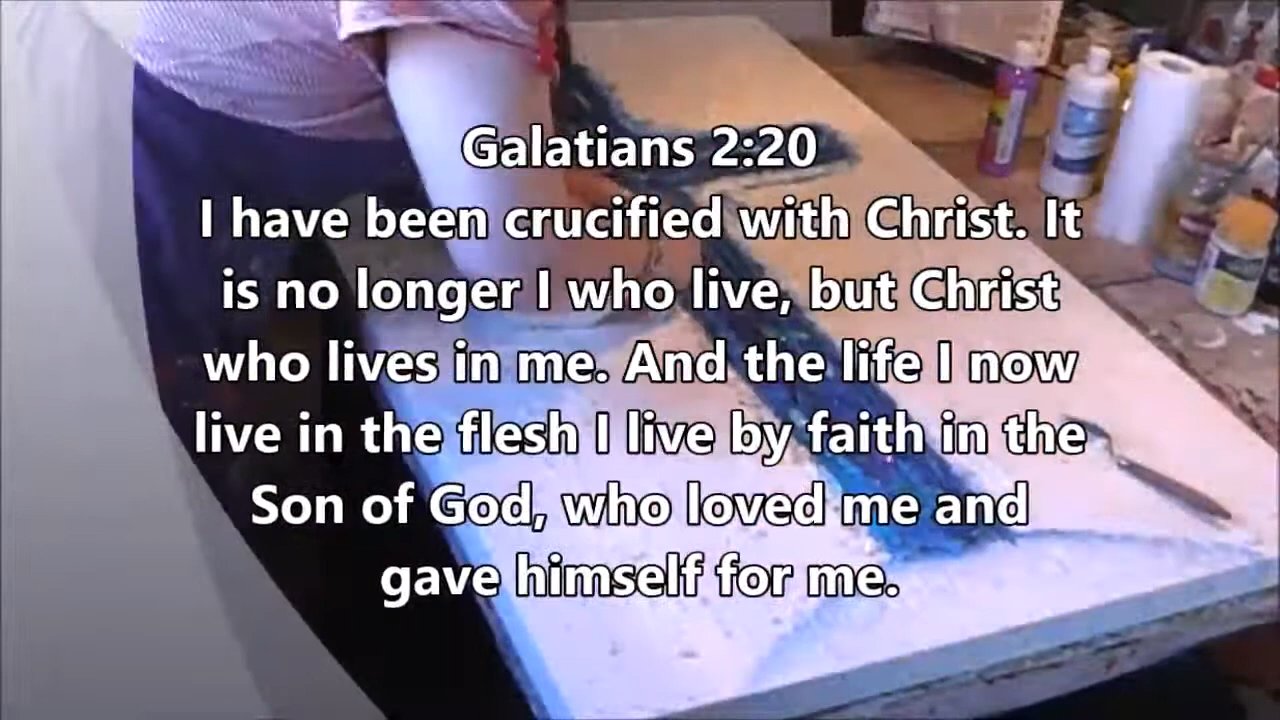 Galatians 2:20
I have been crucified with Christ. It
is no longer I who live, but Christ
who lives in me. And the life I now
live in the flesh I live by faith in the
Son of God, who loved me and
gave himself for me.